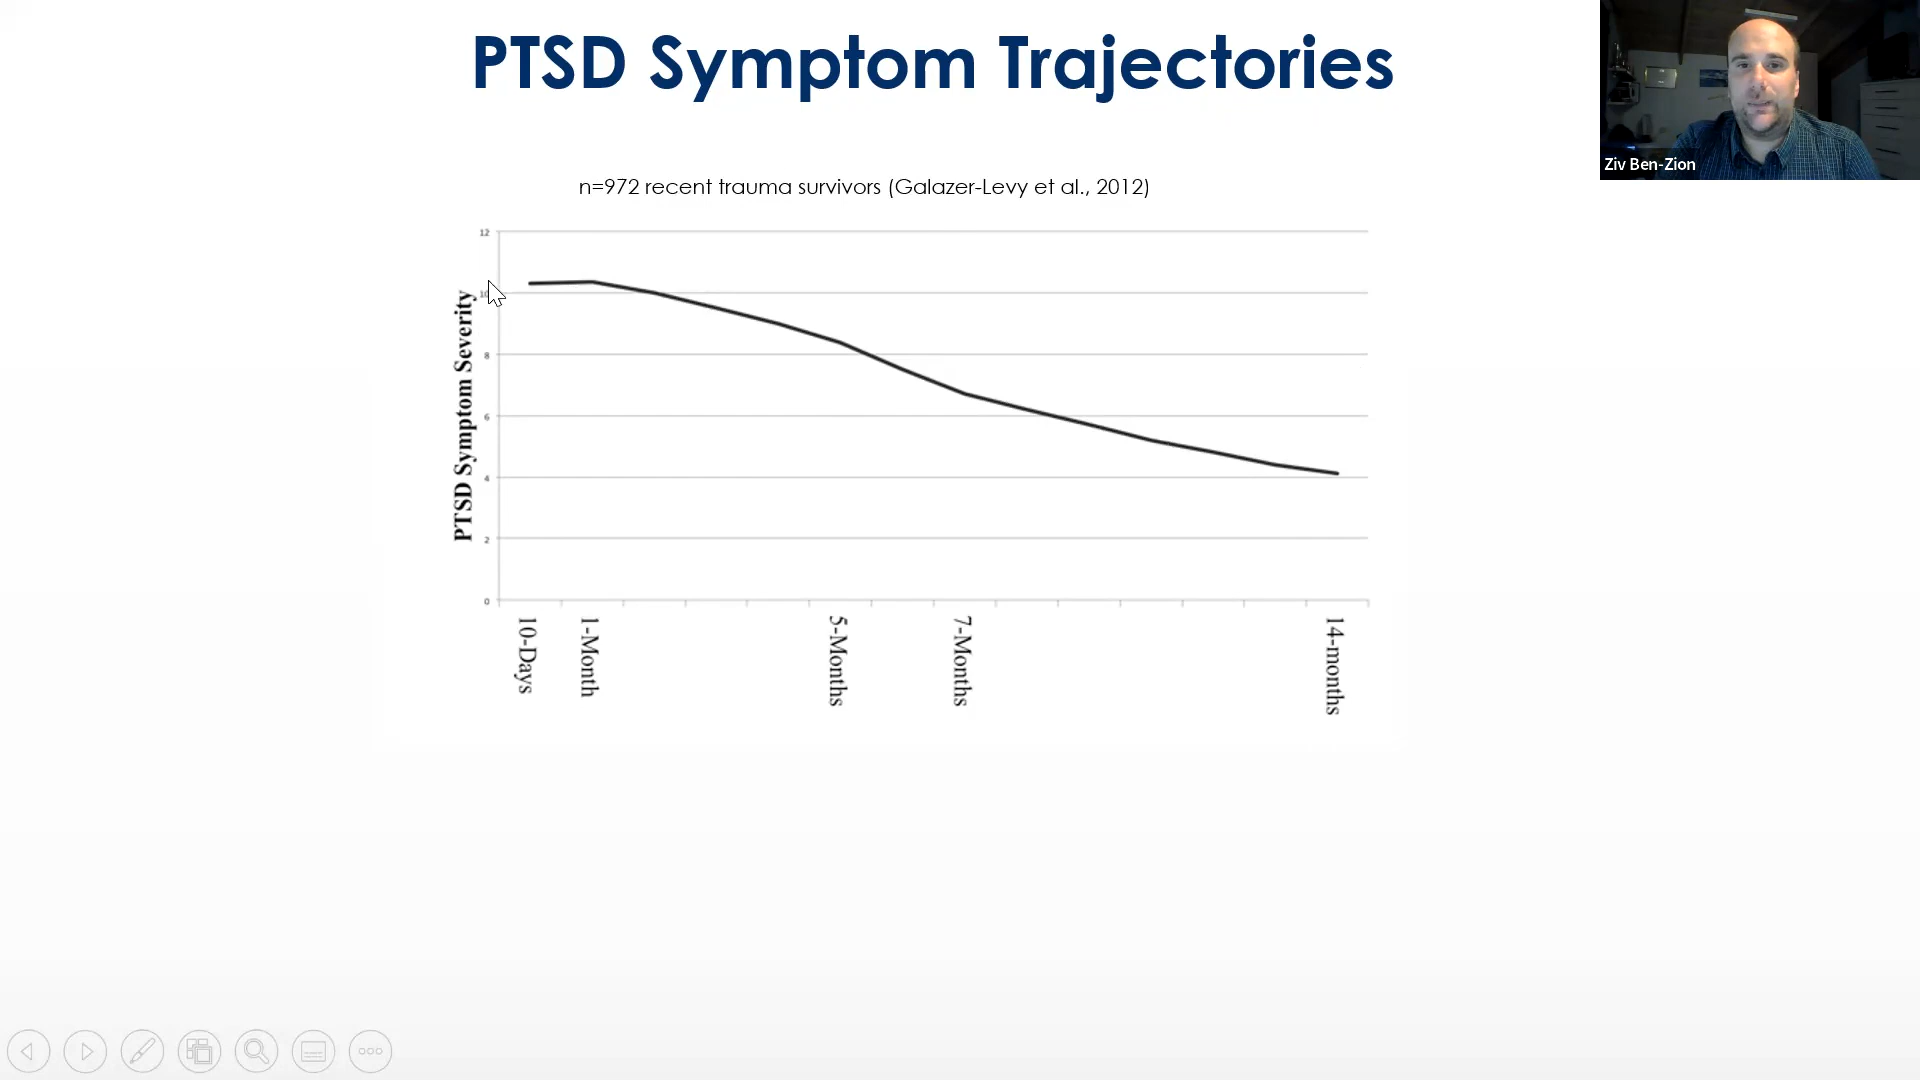 PTSD Symptom Trajectories
Ziv Ben-Zion
n=972 recent trauma survivors (Galazer-Levy et al., 2012)
PTSD Symptom Severity
12
10
8
6
4
2
0
10-Days
1-Month
5-Months
7-Months
14-months